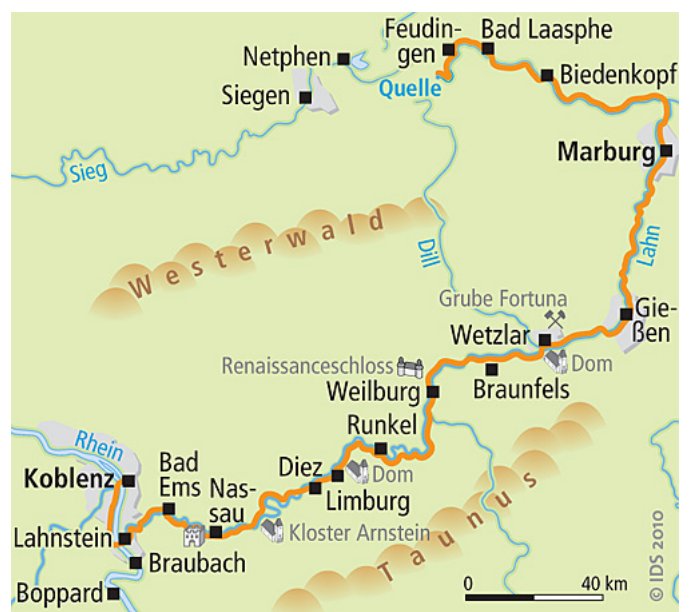 Feudin-
gen
Bad Laasphe
Netphen
Biedenkopf
Quelle
Siegen
Marburg
Sieg
Westerwald
Lahn
Dill
Grube Fortuna
Gie-
ßen
Wetzlar
Renaissanceschloss
Dom
Weilburg
Braunfels
Runkel
Rhein
Koblenz
Bad
Ems
Nas-
sau
Diez
Dom
Limburg
Taunus
Kloster Arnstein
Lahnstein
Braubach
Boppard
0 40 km
© IDS 2010